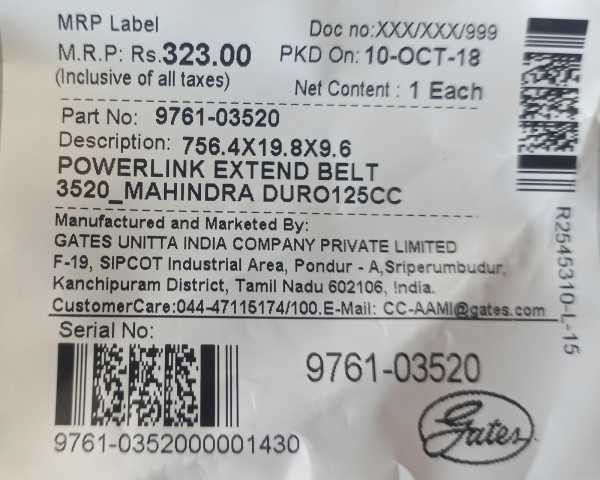 MRP Label
Doc no:XXX/XXX/999
M.R.P: Rs.323.00 PKD On: 10-OCT-18
(Inclusive of all taxes) Net Content : 1 Each
Part No: 9761-03520
Description: 756.4X19.8X9.6
POWERLINK EXTEND BELT
3520_MAHINDRA DURO125CC
Manufactured and Marketed By:
GATES UNITTA INDIA COMPANY PRIVATE LIMITED
F-19, SIPCOT Industrial Area, Pondur - A,Sriperumbudur,
Kanchipuram District, Tamil Nadu 602106, India.
CustomerCare:044-47115174/100.E-Mail: CC-AAMI@gates.com
Serial No:
9761-03520
9761-0352000001430
Gates
R2545310-L-15